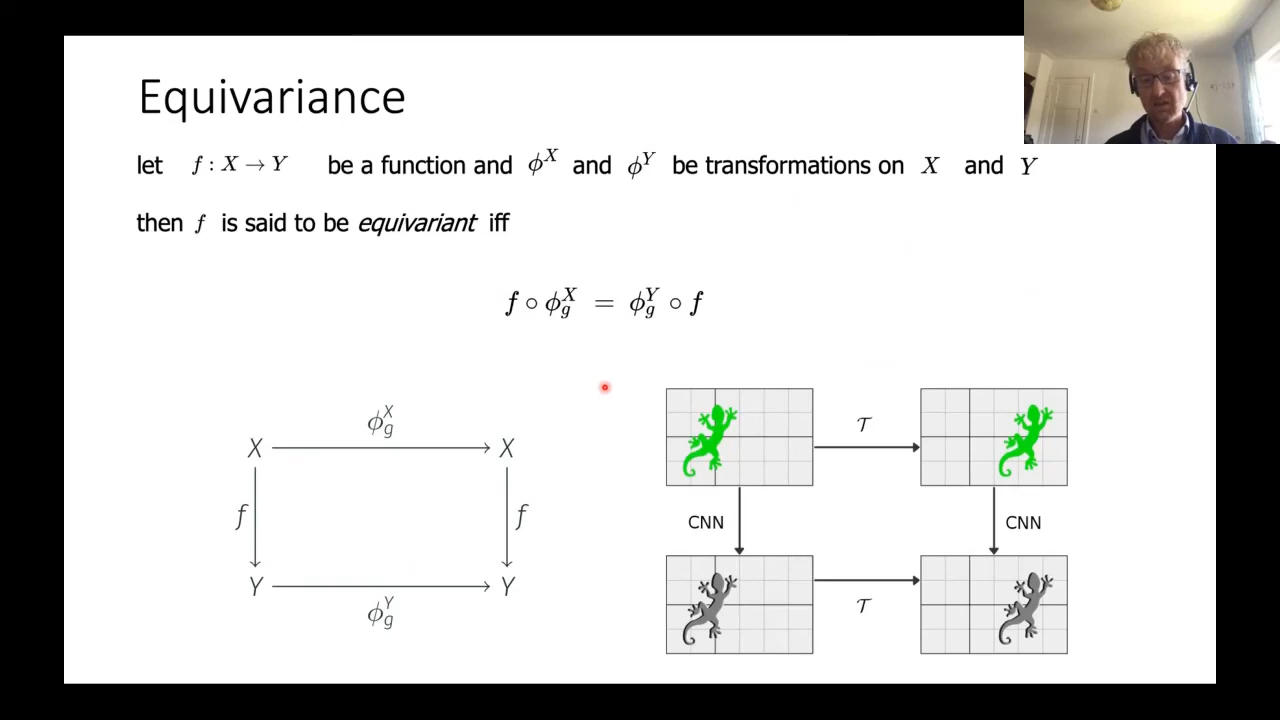 Equivariance
let f : X → Y be a function and ϕ^X and ϕ^Y be transformations on X and Y
then f is said to be equivariant iff
f ∘ ϕ_g^X = ϕ_g^Y ∘ f
ϕ_g^X
X X
f f
Y Y
ϕ_g^Y
𝒯
CNN CNN
𝒯